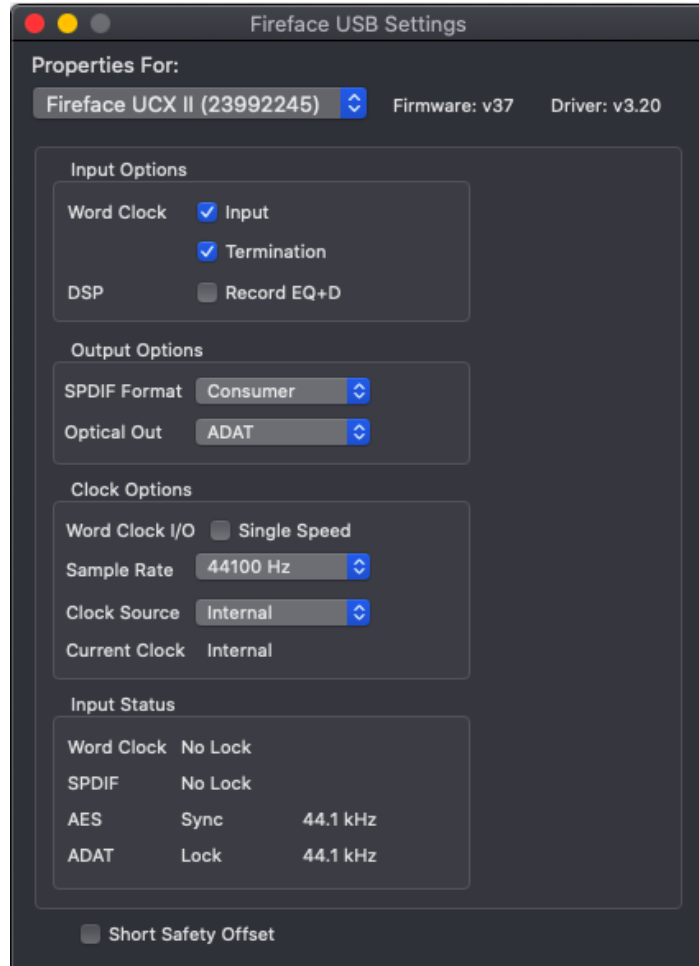 Fireface USB Settings
Properties For:
Fireface UCX II (23992245) Firmware: v37 Driver: v3.20
Input Options
Word Clock Input
Termination
DSP Record EQ+D
Output Options
SPDIF Format Consumer
Optical Out ADAT
Clock Options
Word Clock I/O Single Speed
Sample Rate 44100 Hz
Clock Source Internal
Current Clock Internal
Input Status
Word Clock No Lock
SPDIF No Lock
AES Sync 44.1 kHz
ADAT Lock 44.1 kHz
Short Safety Offset